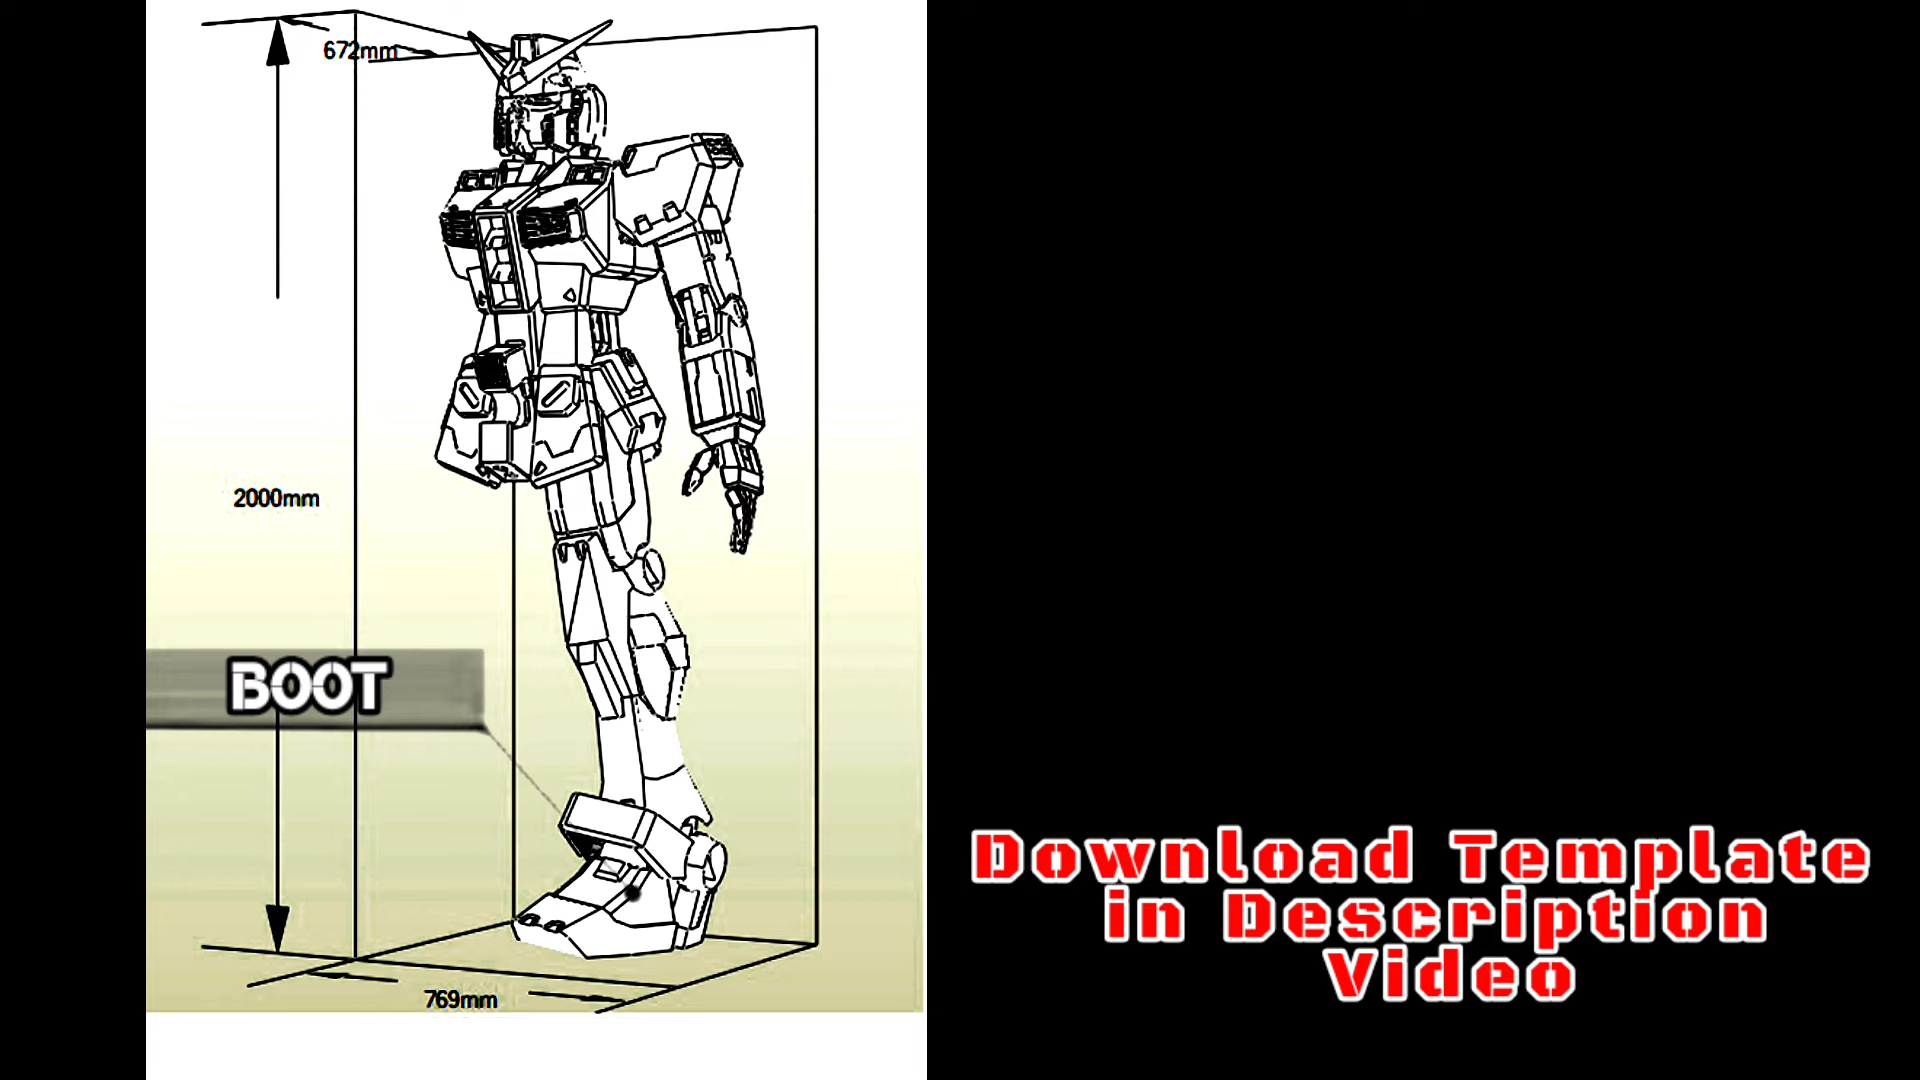 672mm
2000mm
BOOT
769mm
Download Template
in Description
Video